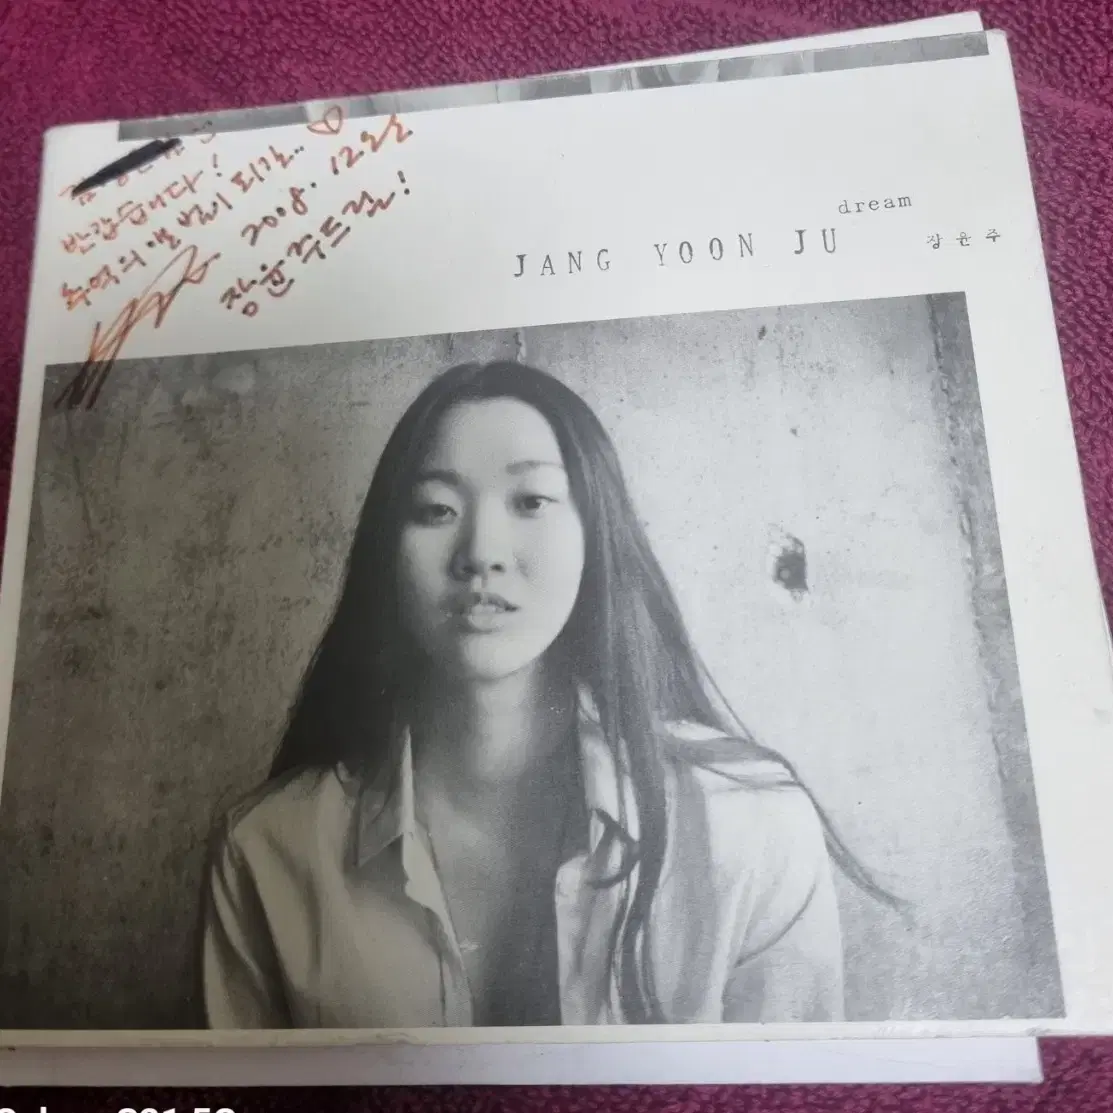 반갑습니다!
추억의 앨범이 되길..♡
2008. 12월
장윤주드림!
dream
JANG YOON JU 장윤주